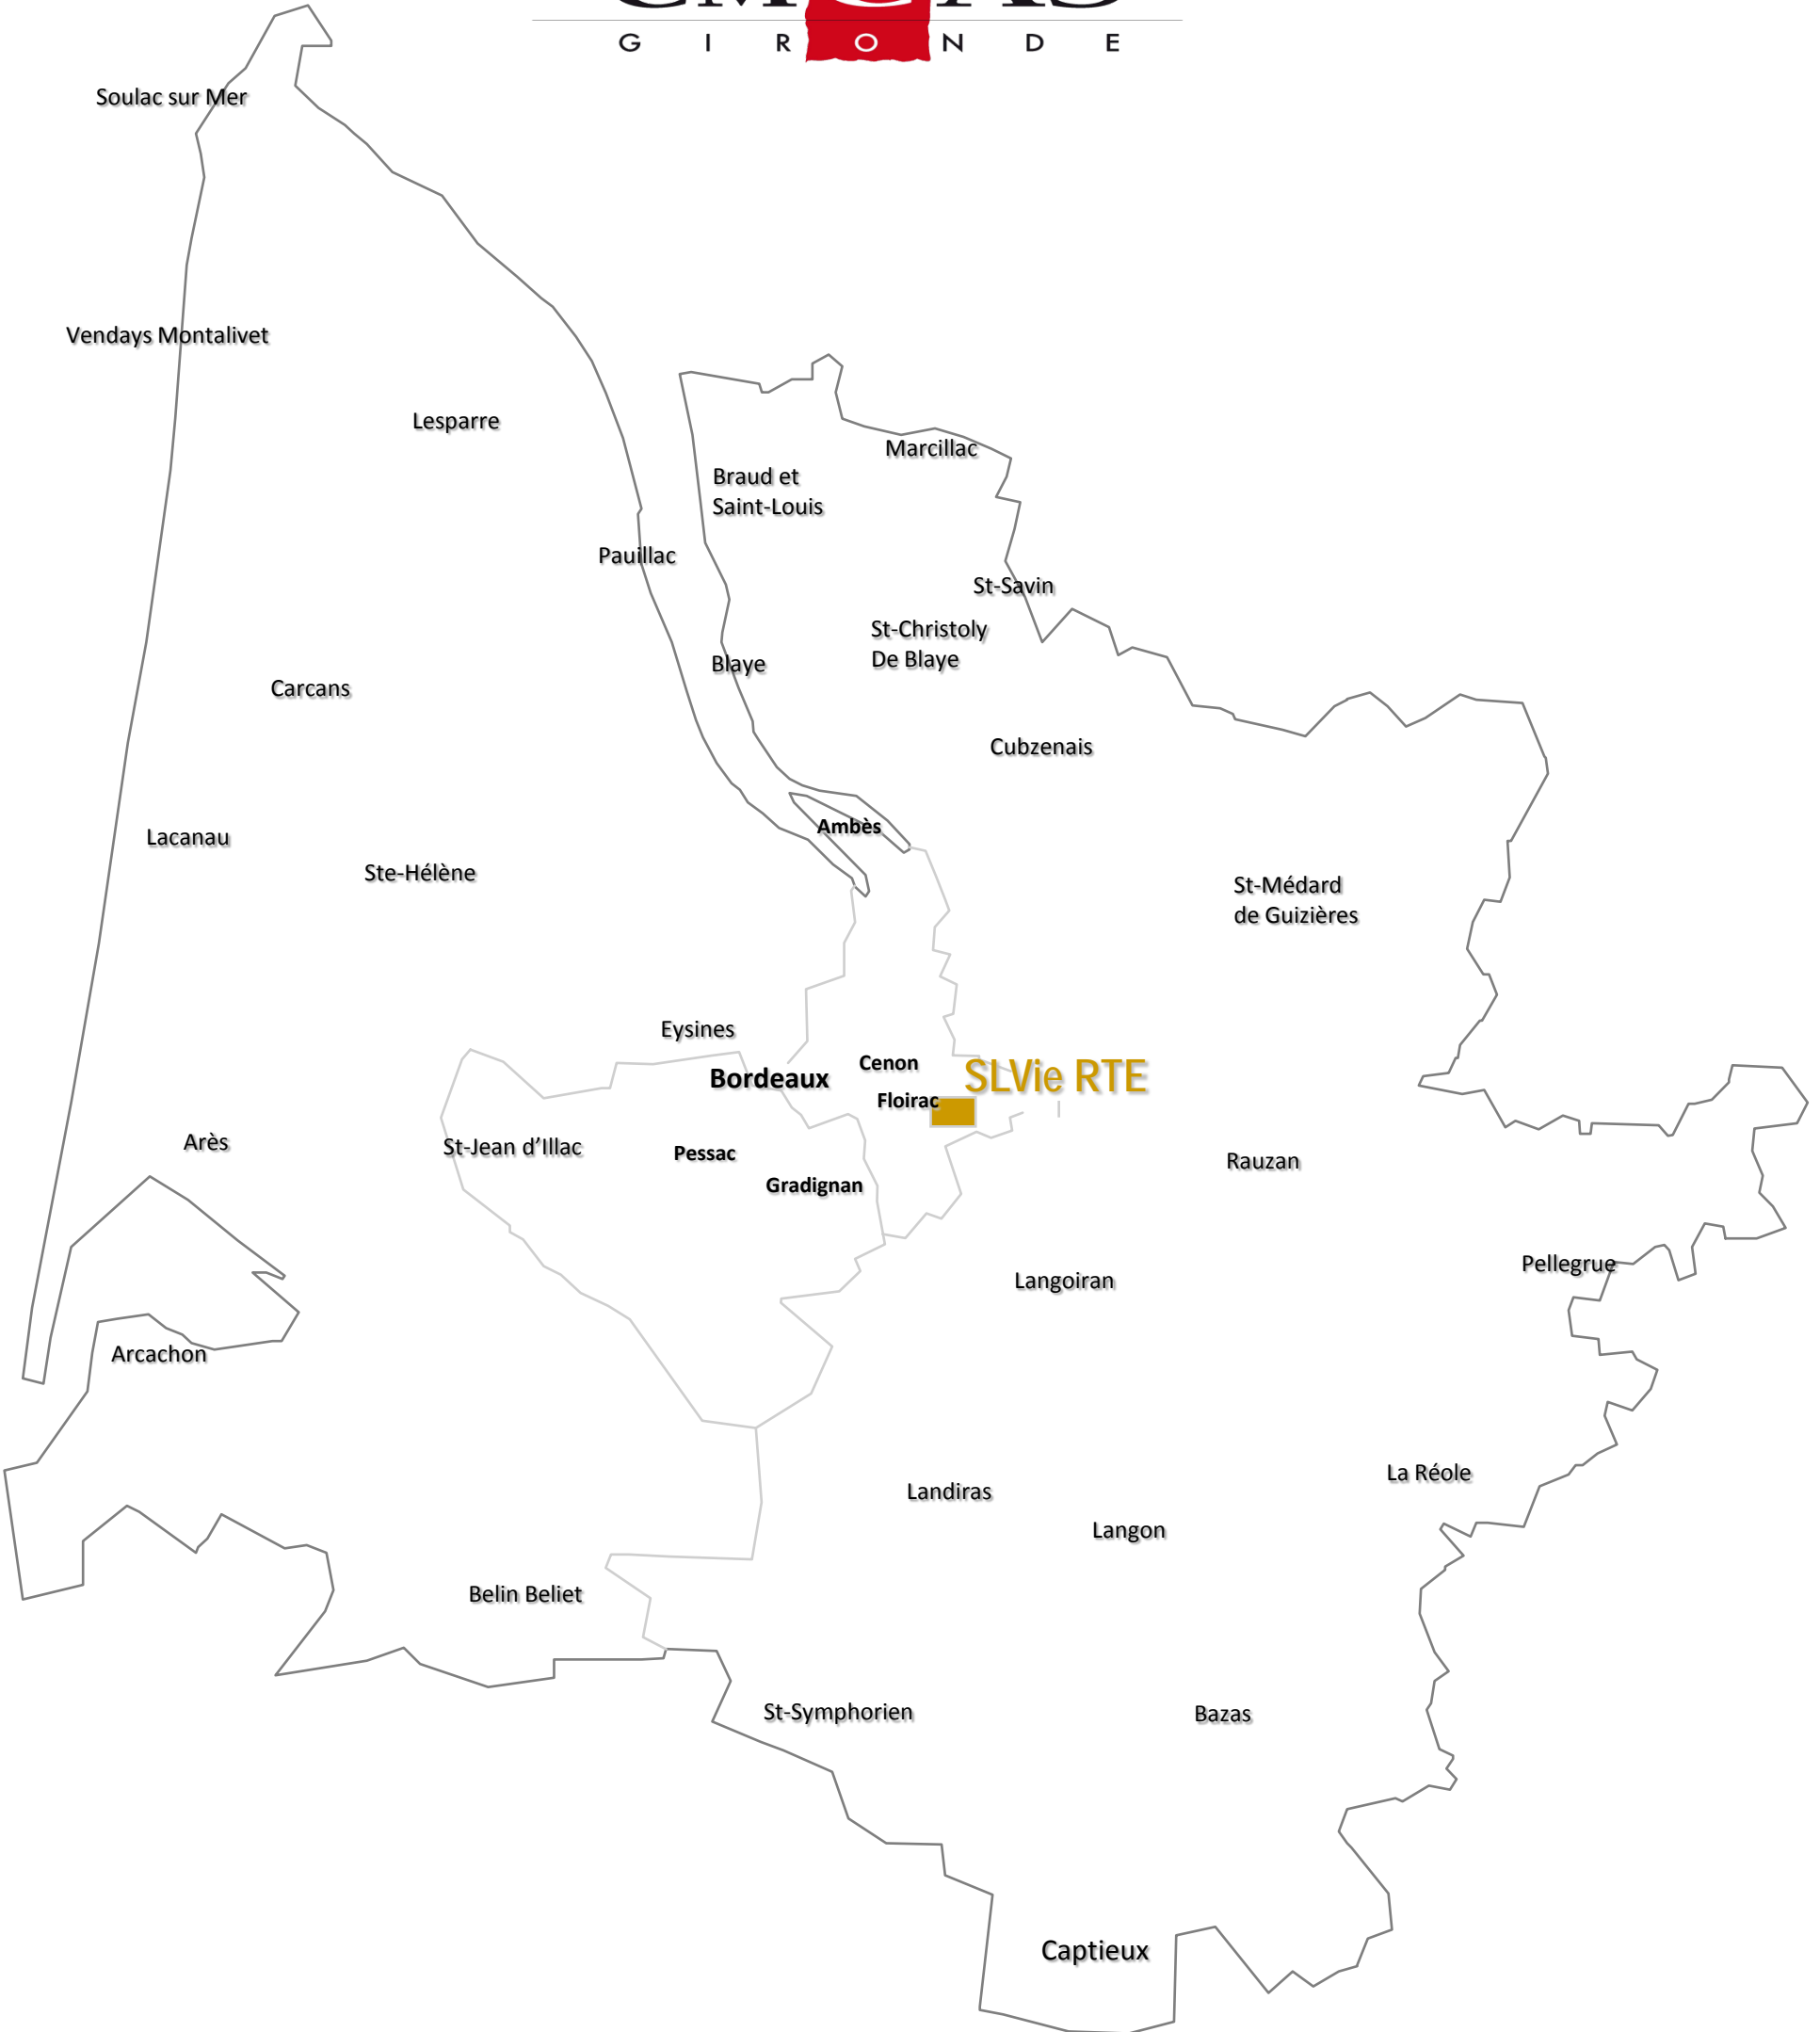 GIRONDE
Soulac sur Mer
Vendays Montalivet
Lesparre
Marcillac
Braud et
Saint-Louis
Pauillac
St-Savin
St-Christoly
De Blaye
Blaye
Carcans
Cubzenais
Ambès
Lacanau
Ste-Hélène
St-Médard
de Guizières
Eysines
Cenon
SLVie RTE
Bordeaux
Floirac
Arès
St-Jean d’Illac
Pessac
Rauzan
Gradignan
Pellegrue
Langoiran
Arcachon
La Réole
Landiras
Langon
Belin Beliet
St-Symphorien
Bazas
Captieux